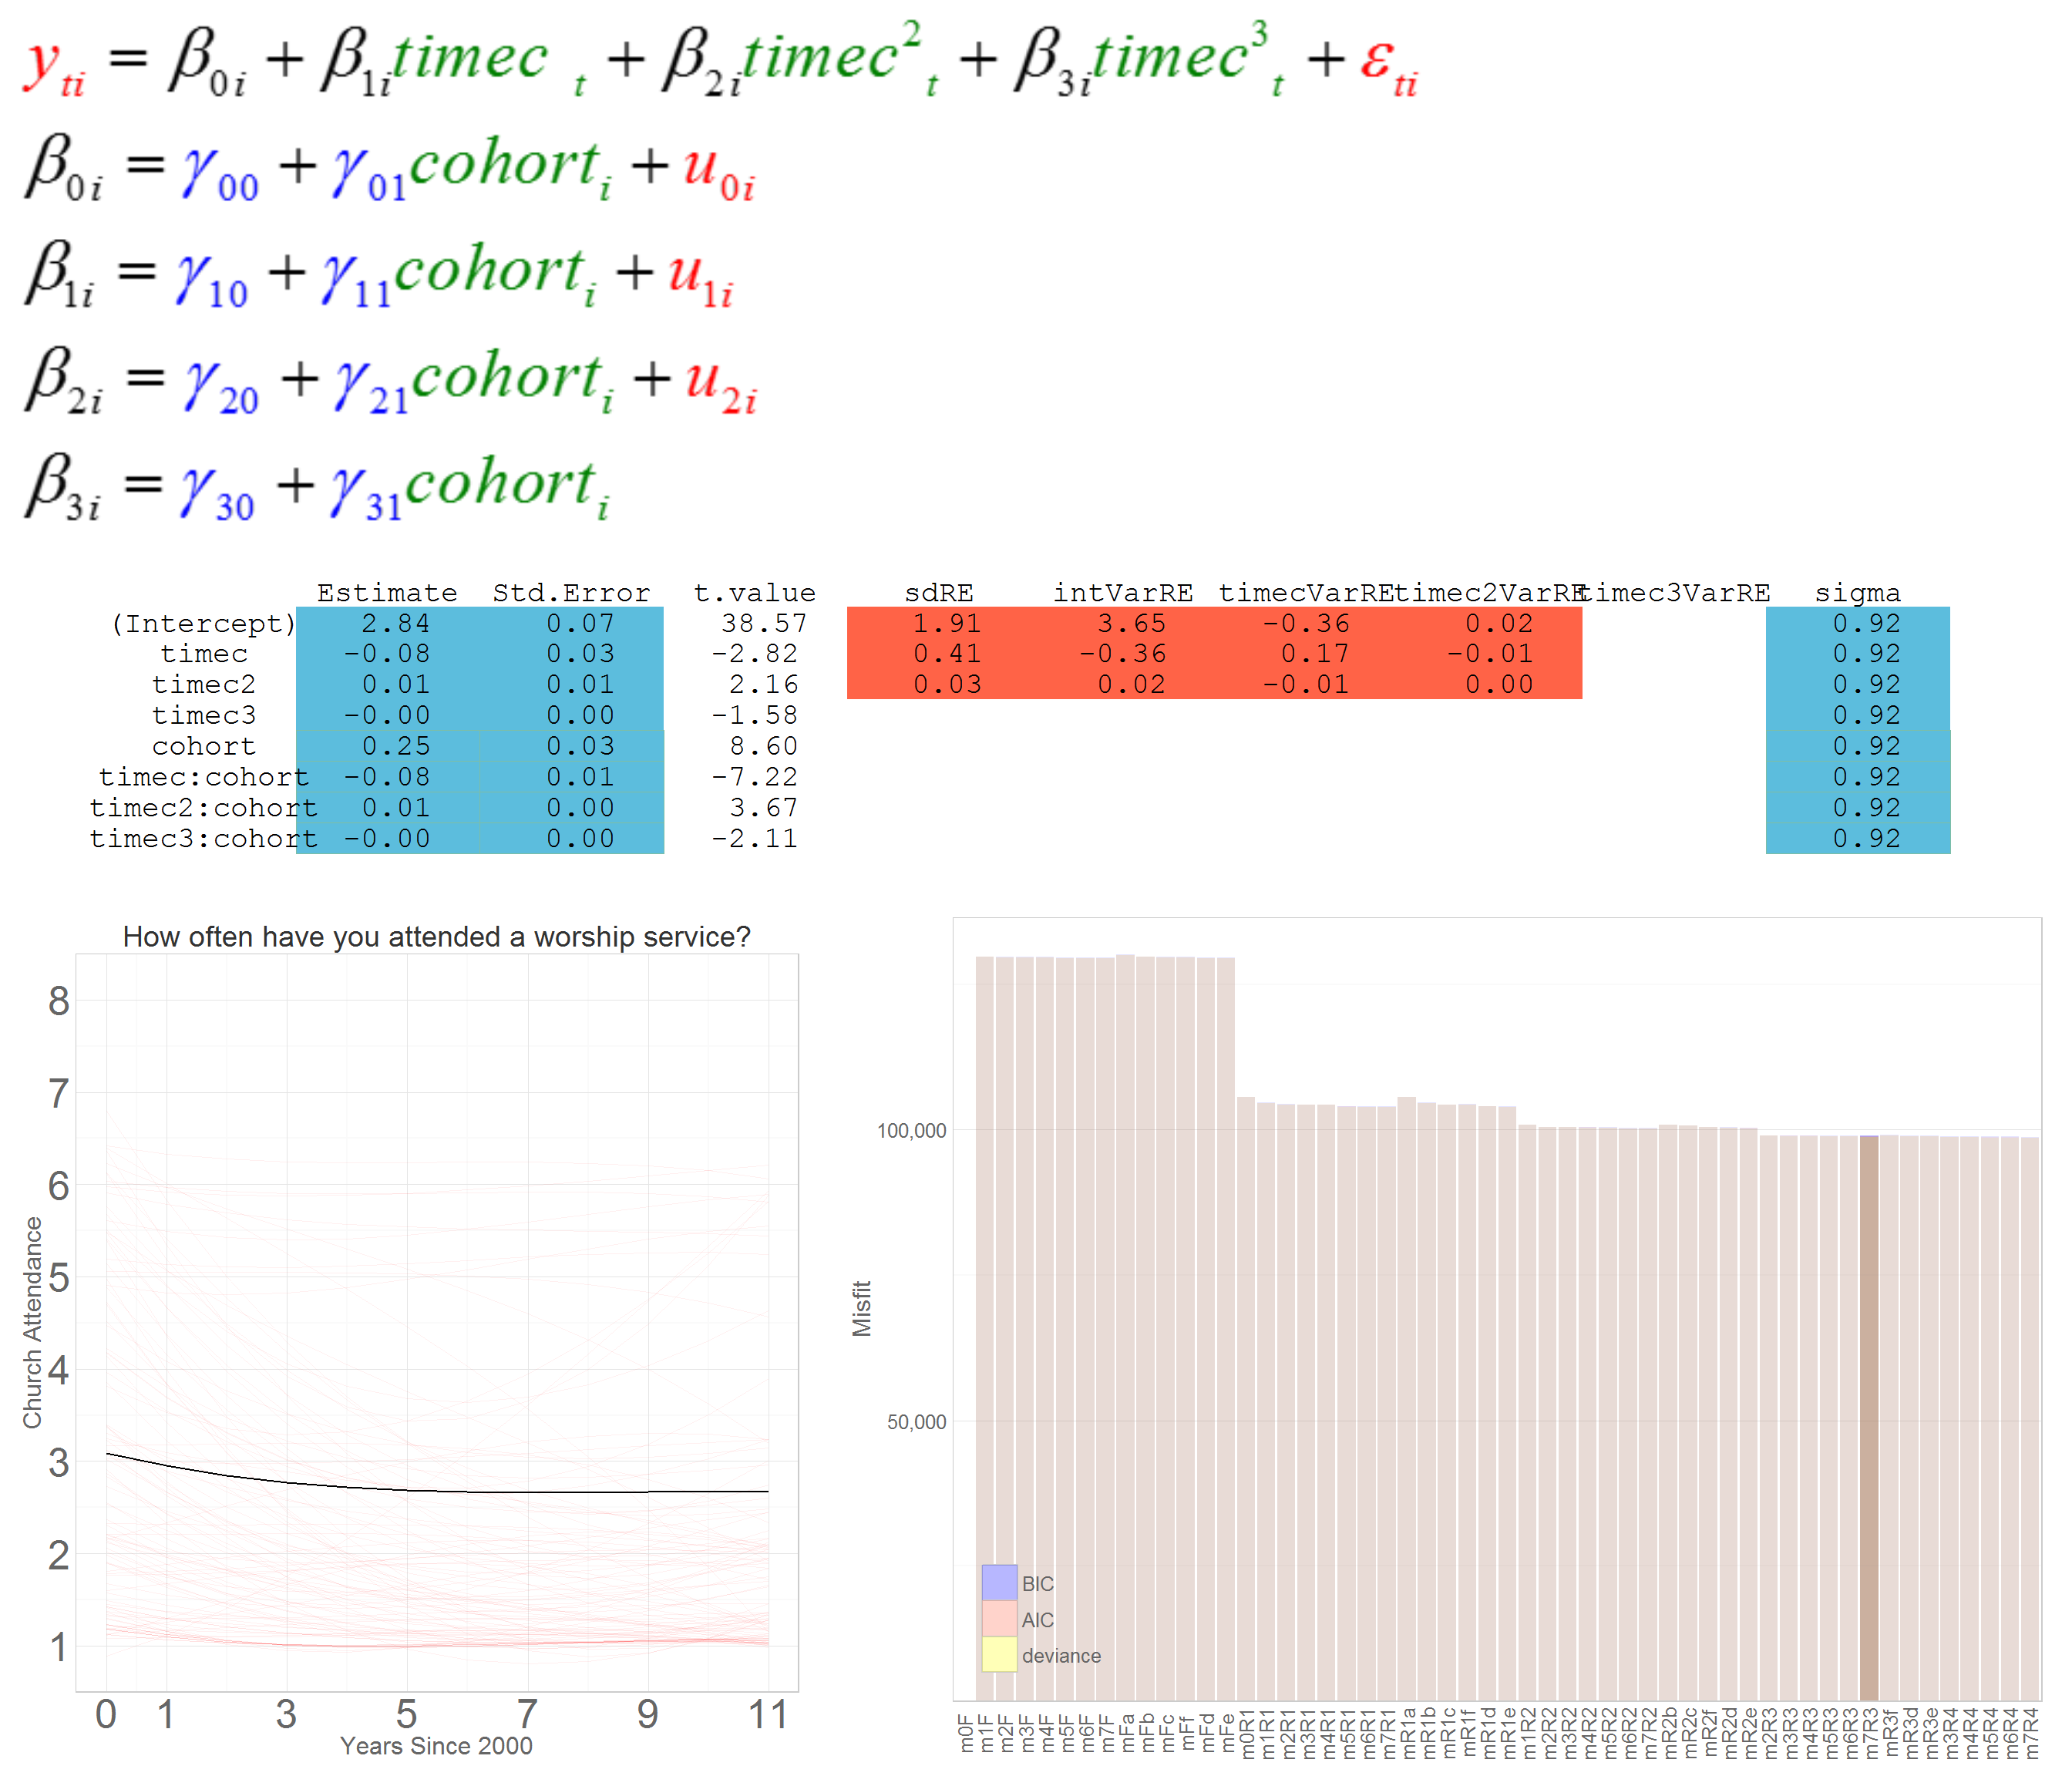 y_ti = β_0i + β_1i timec_t + β_2i timec²_t + β_3i timec³_t + ε_ti
β_0i = γ_00 + γ_01 cohort_i + u_0i
β_1i = γ_10 + γ_11 cohort_i + u_1i
β_2i = γ_20 + γ_21 cohort_i + u_2i
β_3i = γ_30 + γ_31 cohort_i
Estimate Std.Error t.value sdRE intVarRE timecVarRE timec2VarRE timec3VarRE sigma
(Intercept) 2.84 0.07 38.57 1.91 3.65 -0.36 0.02 0.92
timec -0.08 0.03 -2.82 0.41 -0.36 0.17 -0.01 0.92
timec2 0.01 0.01 2.16 0.03 0.02 -0.01 0.00 0.92
timec3 -0.00 0.00 -1.58 0.92
cohort 0.25 0.03 8.60 0.92
timec:cohort -0.08 0.01 -7.22 0.92
timec2:cohort 0.01 0.00 3.67 0.92
timec3:cohort -0.00 0.00 -2.11 0.92
How often have you attended a worship service?
Church Attendance
8
7
6
5
4
3
2
1
0 1 3 5 7 9 11
Years Since 2000
Misfit
100,000
50,000
BIC
AIC
deviance
m0F m1F m2F m3F m4F m5F m6F m7F mFa mFb mFc mFf mFd mFe m0R1 m1R1 m2R1 m3R1 m4R1 m5R1 m6R1 m7R1 mR1a mR1b mR1c mR1f mR1d mR1e m1R2 m2R2 m3R2 m4R2 m5R2 m6R2 m7R2 mR2b mR2c mR2f mR2d mR2e m2R3 m3R3 m4R3 m5R3 m6R3 m7R3 mR3f mR3d mR3e m3R4 m4R4 m5R4 m6R4 m7R4